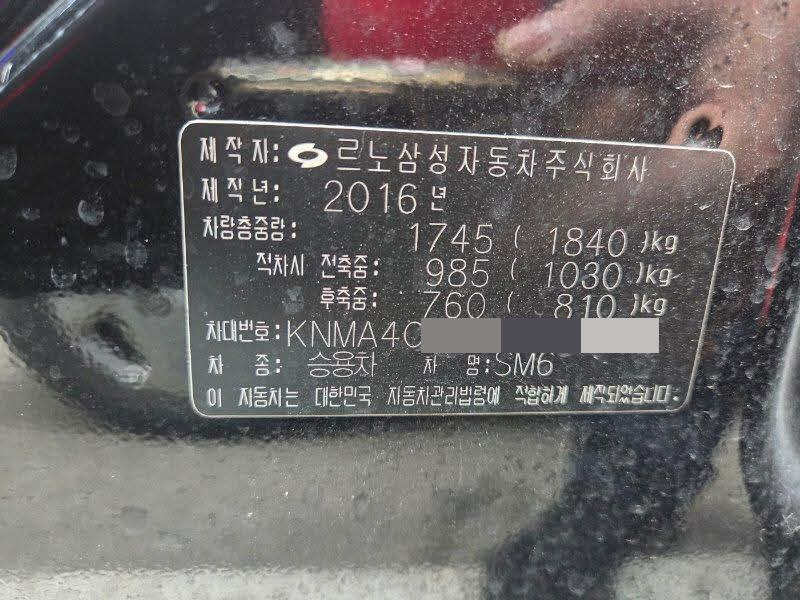 제작자: 르노삼성자동차주식회사
제작년: 2016년
차량총중량: 1745 ( 1840 )kg
적차시 전축중: 985 ( 1030 )kg
후축중: 760 ( 810 )kg
차대번호: KNMA4C
차 종: 승용차 차 명: SM6
이 자동차는 대한민국 자동차관리법령에 적합하게 제작되었습니다.